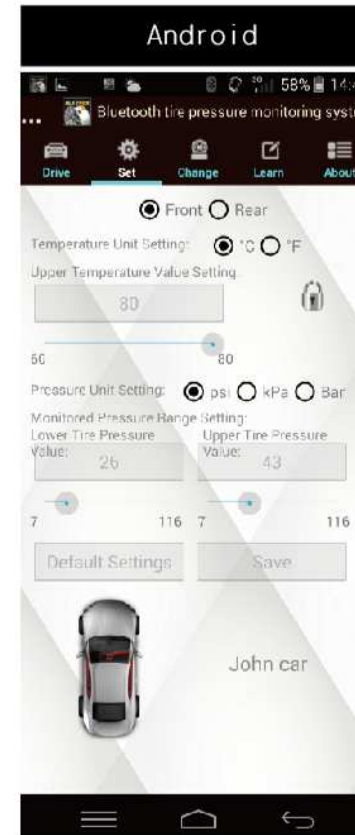 Android
58% 14:4
... Bluetooth tire pressure monitoring syst
Drive Set Change Learn About
Front Rear
Temperature Unit Setting: °C °F
Upper Temperature Value Setting:
80
60 80
Pressure Unit Setting: psi kPa Bar
Monitored Pressure Range Setting:
Lower Tire Pressure Upper Tire Pressure
Value: Value:
26 43
7 116 7 116
Default Settings Save
John car